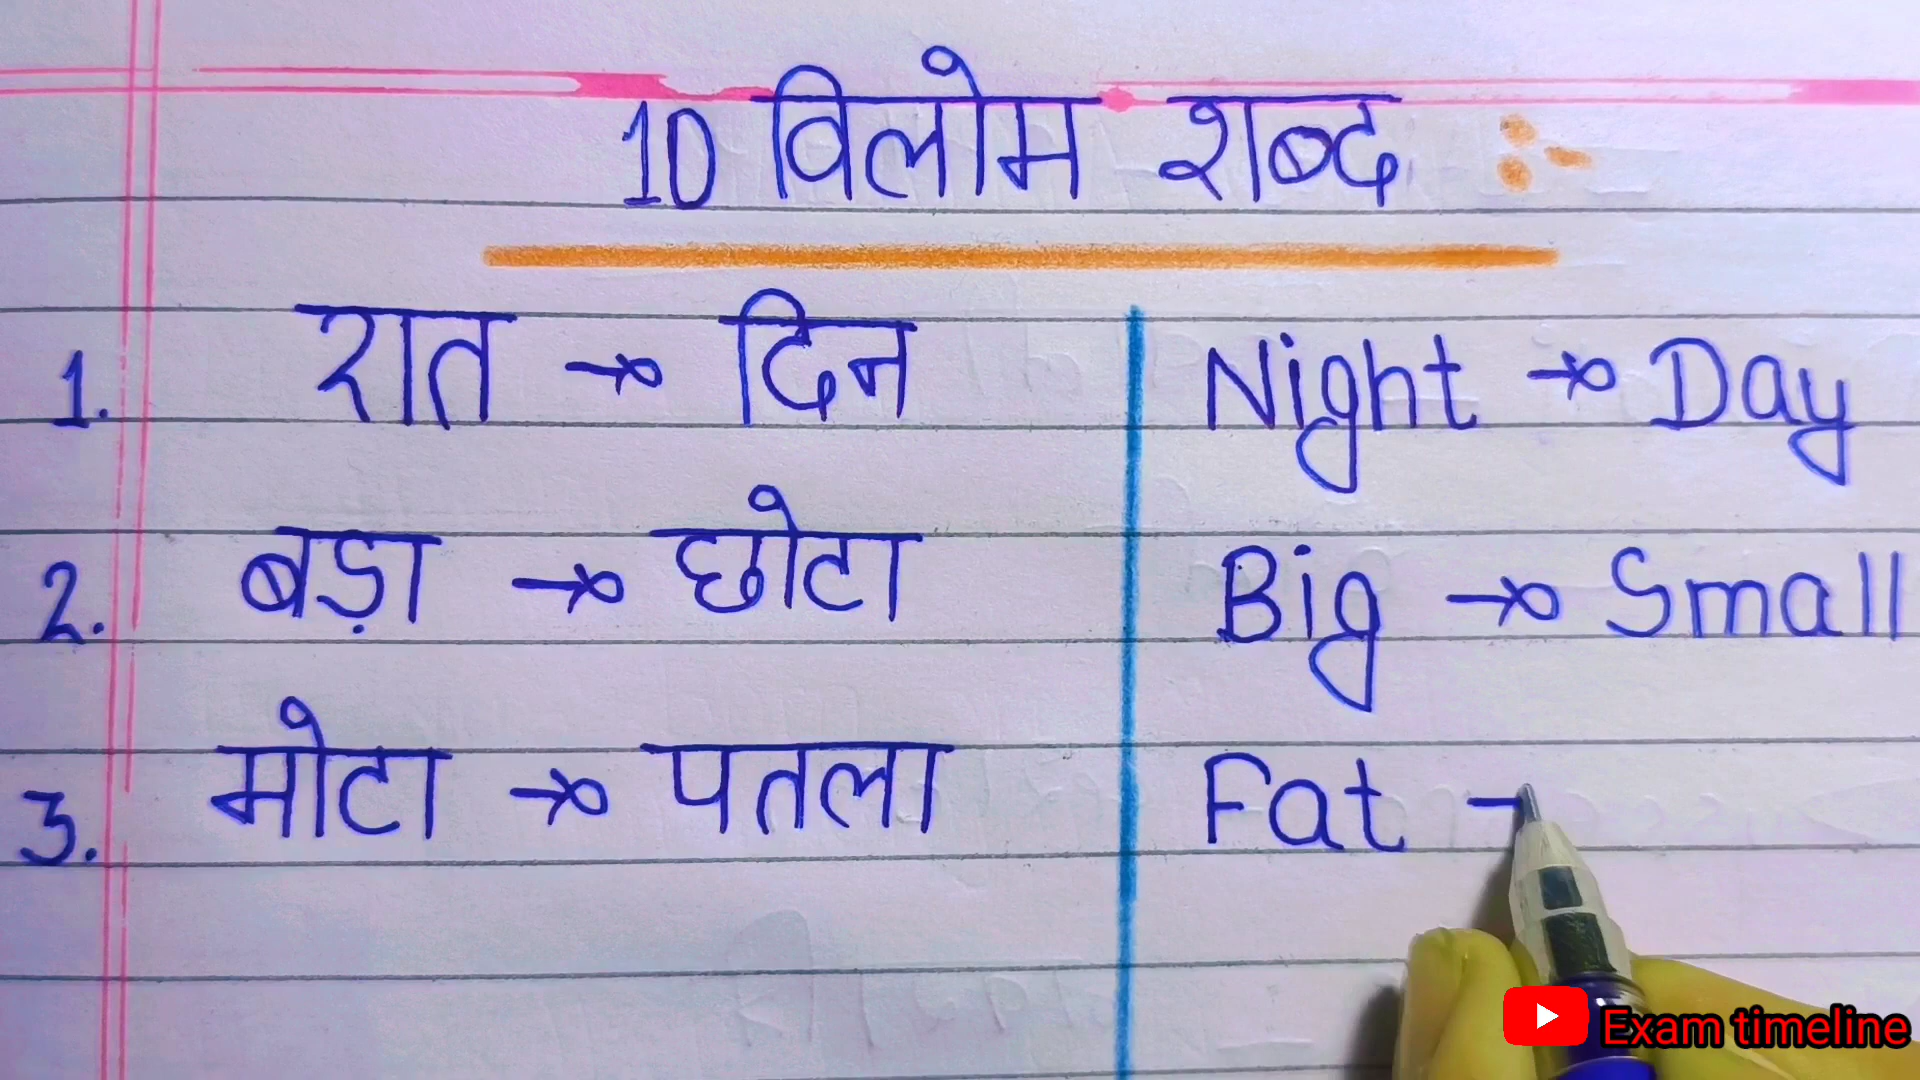 10 विलोम शब्द :-
1. रात → दिन Night → Day
2. बड़ा → छोटा Big → Small
3. मोटा → पतला Fat -
Exam timeline